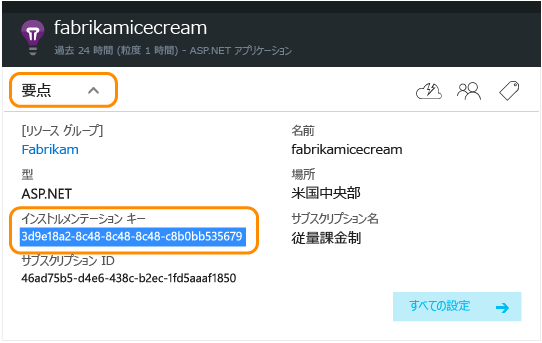 fabrikamicecream
過去 24 時間 (粒度 1 時間) - ASP.NET アプリケーション
要点
[リソース グループ]
Fabrikam
名前
fabrikamicecream
型
ASP.NET
場所
米国中央部
インストルメンテーション キー
3d9e18a2-8c48-8c48-8c48-c8b0bb535679
サブスクリプション名
従量課金制
サブスクリプション ID
46ad75b5-d4e6-438c-b2ec-1fd5aaaf1850
すべての設定